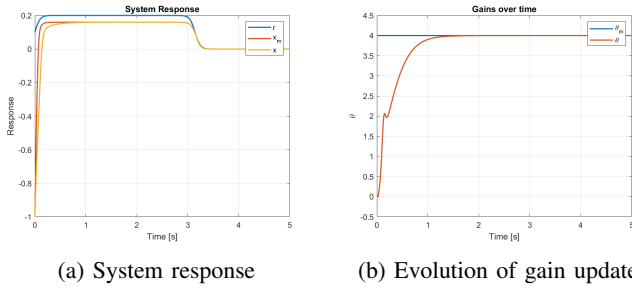 System Response
0.2
0
-0.2
-0.4
-0.6
-0.8
-1
Response
r
x_m
x
0 1 2 3 4 5
Time [s]
(a) System response
Gains over time
4.5
4
3.5
3
2.5
2
1.5
1
0.5
0
-0.5
θ
θ_m
θ
0 1 2 3 4 5
Time [s]
(b) Evolution of gain update